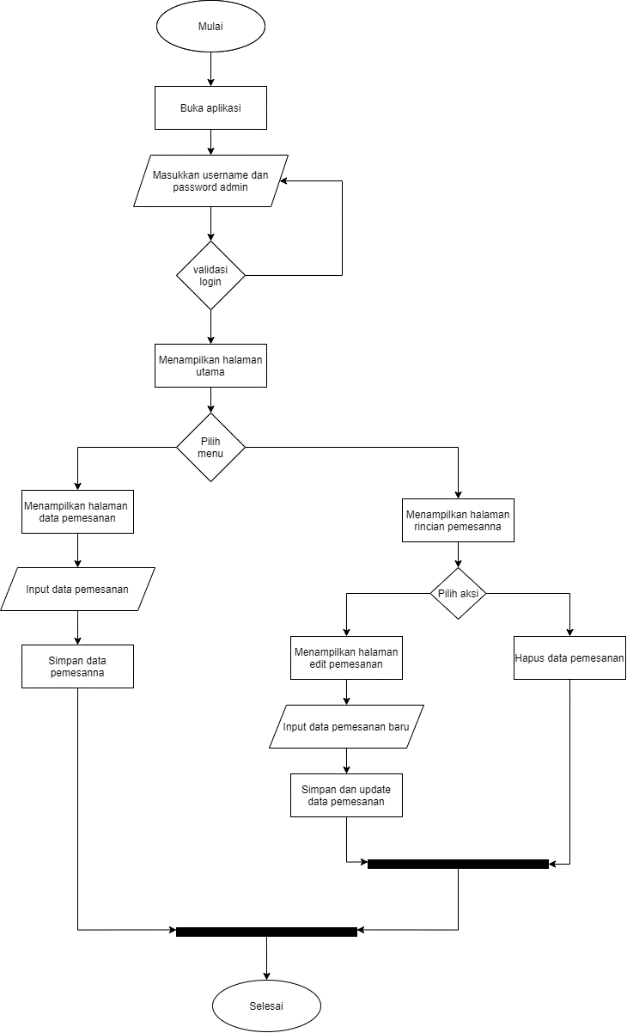 Mulai
Buka aplikasi
Masukkan username dan
password admin
validasi
login
Menampilkan halaman
utama
Pilih
menu
Menampilkan halaman
data pemesanan
Input data pemesanan
Simpan data
pemesanna
Menampilkan halaman
rincian pemesanna
Pilih aksi
Menampilkan halaman
edit pemesanan
Input data pemesanan baru
Simpan dan update
data pemesanan
Hapus data pemesanan
Selesai